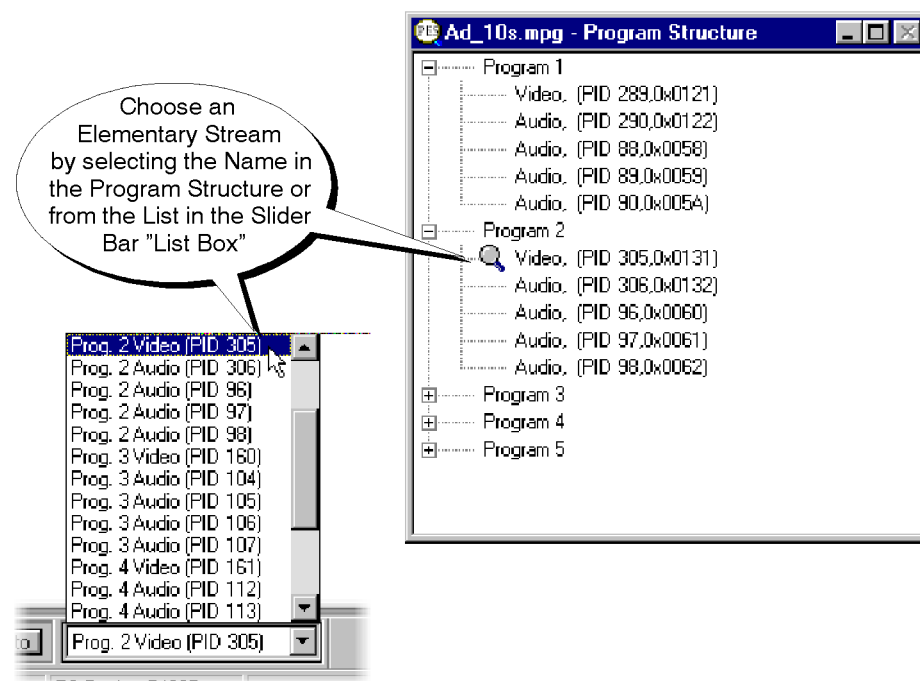 PES Ad_10s.mpg - Program Structure
Program 1
Video, (PID 289,0x0121)
Audio, (PID 290,0x0122)
Audio, (PID 88,0x0058)
Audio, (PID 89,0x0059)
Audio, (PID 90,0x005A)
Program 2
Video, (PID 305,0x0131)
Audio, (PID 306,0x0132)
Audio, (PID 96,0x0060)
Audio, (PID 97,0x0061)
Audio, (PID 98,0x0062)
Program 3
Program 4
Program 5
Choose an
Elementary Stream
by selecting the Name in
the Program Structure or
from the List in the Slider
Bar ”List Box”
Prog. 2 Video (PID 305)
Prog. 2 Audio (PID 306)
Prog. 2 Audio (PID 96)
Prog. 2 Audio (PID 97)
Prog. 2 Audio (PID 98)
Prog. 3 Video (PID 160)
Prog. 3 Audio (PID 104)
Prog. 3 Audio (PID 105)
Prog. 3 Audio (PID 106)
Prog. 3 Audio (PID 107)
Prog. 4 Video (PID 161)
Prog. 4 Audio (PID 112)
Prog. 4 Audio (PID 113)
to
Prog. 2 Video (PID 305)